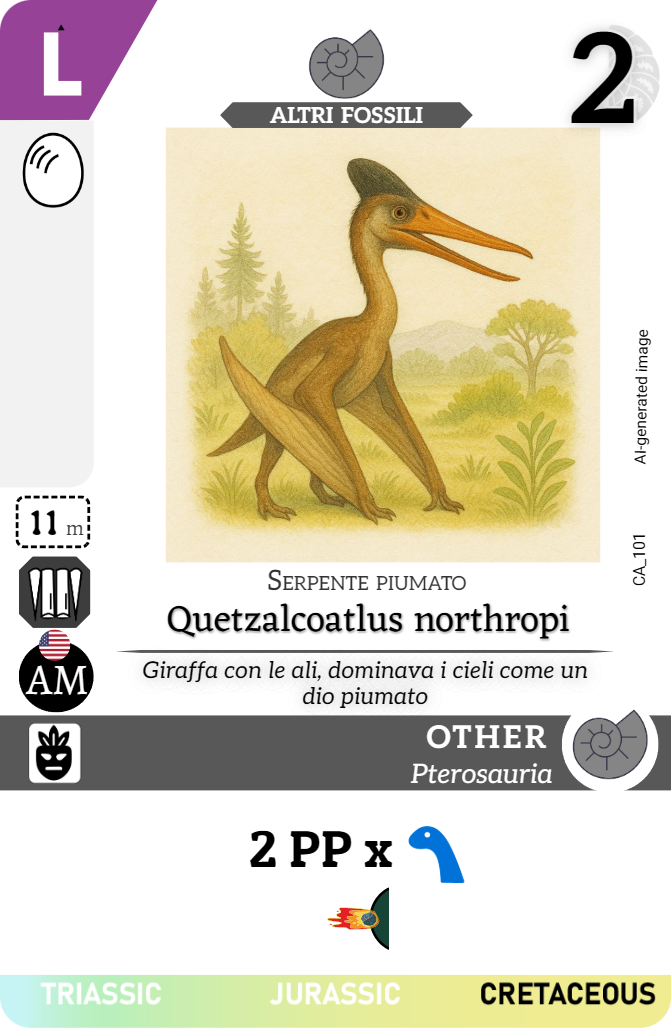 L
2
ALTRI FOSSILI
AI-generated image
11 m
CA_101
AM
Serpente piumato
Quetzalcoatlus northropi
Giraffa con le ali, dominava i cieli come un
dio piumato
OTHER
Pterosauria
2 PP x
TRIASSIC JURASSIC CRETACEOUS